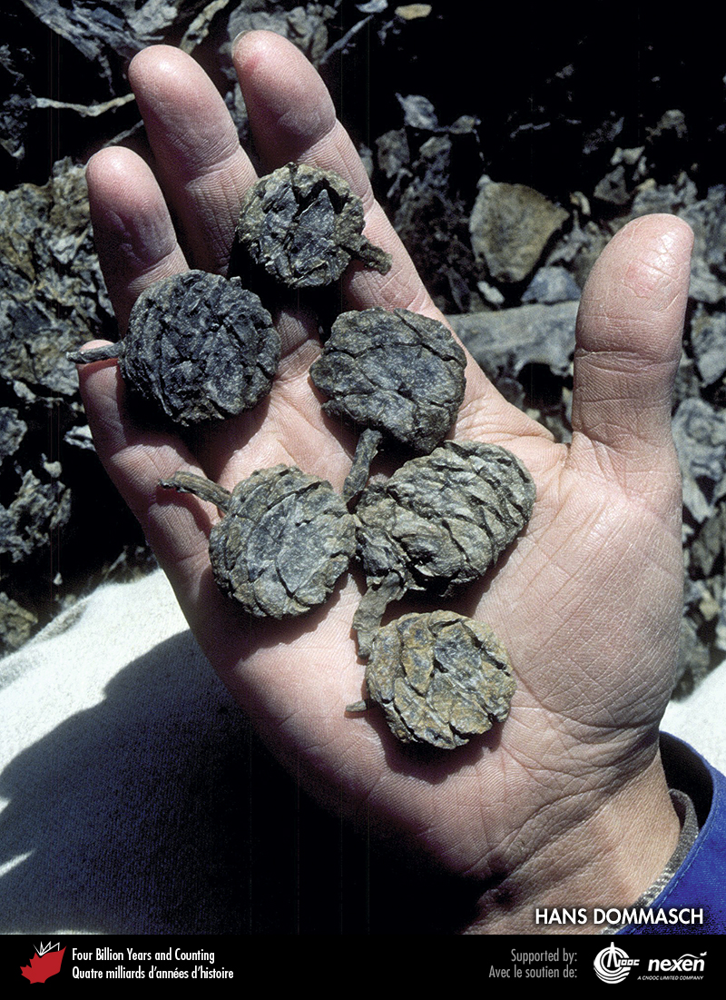 HANS DOMMASCH
Four Billion Years and Counting
Quatre milliards d'années d'histoire
Supported by:
Avec le soutien de:
CNOOC
nexen
A CNOOC LIMITED COMPANY